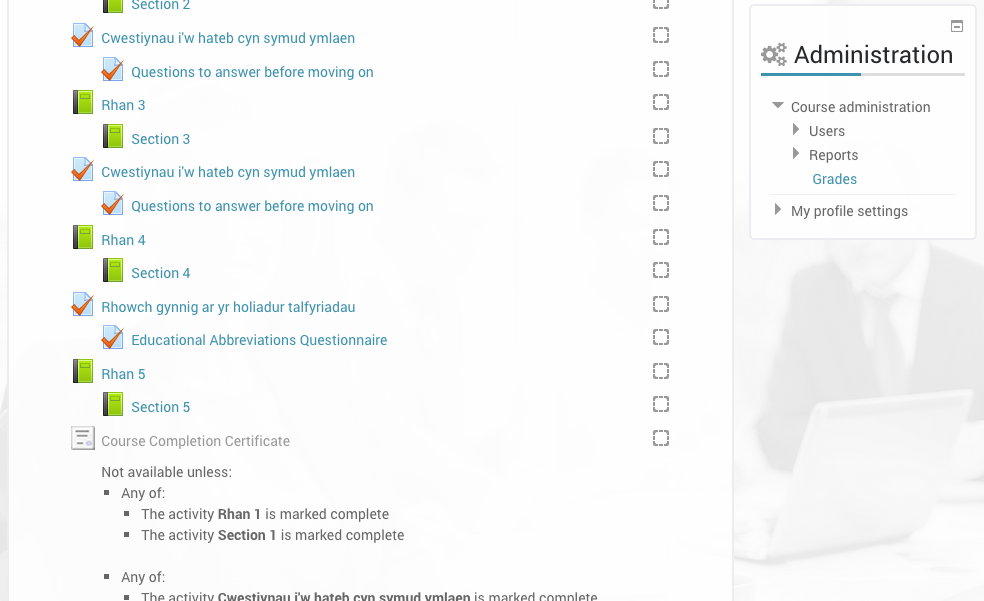 Section 2
Cwestiynau i'w hateb cyn symud ymlaen
Questions to answer before moving on
Rhan 3
Section 3
Cwestiynau i'w hateb cyn symud ymlaen
Questions to answer before moving on
Rhan 4
Section 4
Rhowch gynnig ar yr holiadur talfyriadau
Educational Abbreviations Questionnaire
Rhan 5
Section 5
Course Completion Certificate
Not available unless:
Any of:
The activity Rhan 1 is marked complete
The activity Section 1 is marked complete
Any of:
The activity Cwestiynau i'w hateb cyn symud ymlaen is marked complete
Administration
Course administration
Users
Reports
Grades
My profile settings